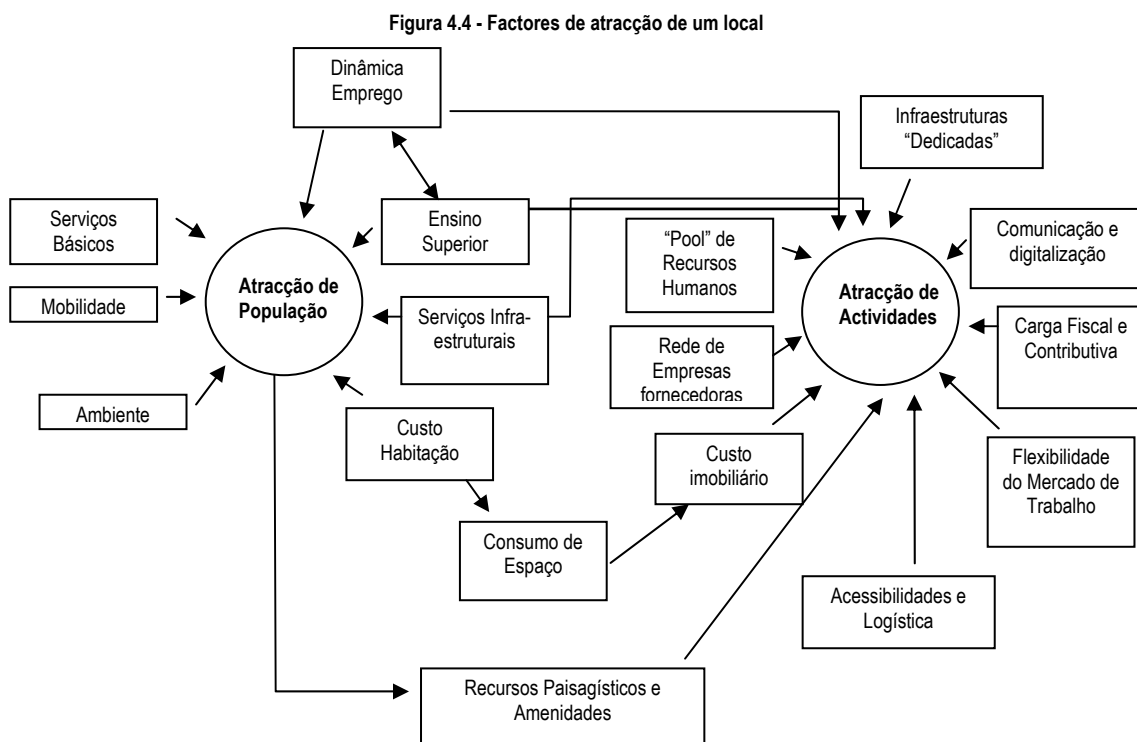 Figura 4.4 - Factores de atracção de um local
Dinâmica
Emprego
Infraestruturas
“Dedicadas”
Serviços
Básicos
Ensino
Superior
“Pool” de
Recursos
Humanos
Comunicação e
digitalização
Atracção de
População
Atracção de
Actividades
Mobilidade
Serviços Infra-
estruturais
Carga Fiscal e
Contributiva
Rede de
Empresas
fornecedoras
Ambiente
Custo
Habitação
Custo
imobiliário
Flexibilidade
do Mercado de
Trabalho
Consumo de
Espaço
Acessibilidades e
Logística
Recursos Paisagísticos e
Amenidades